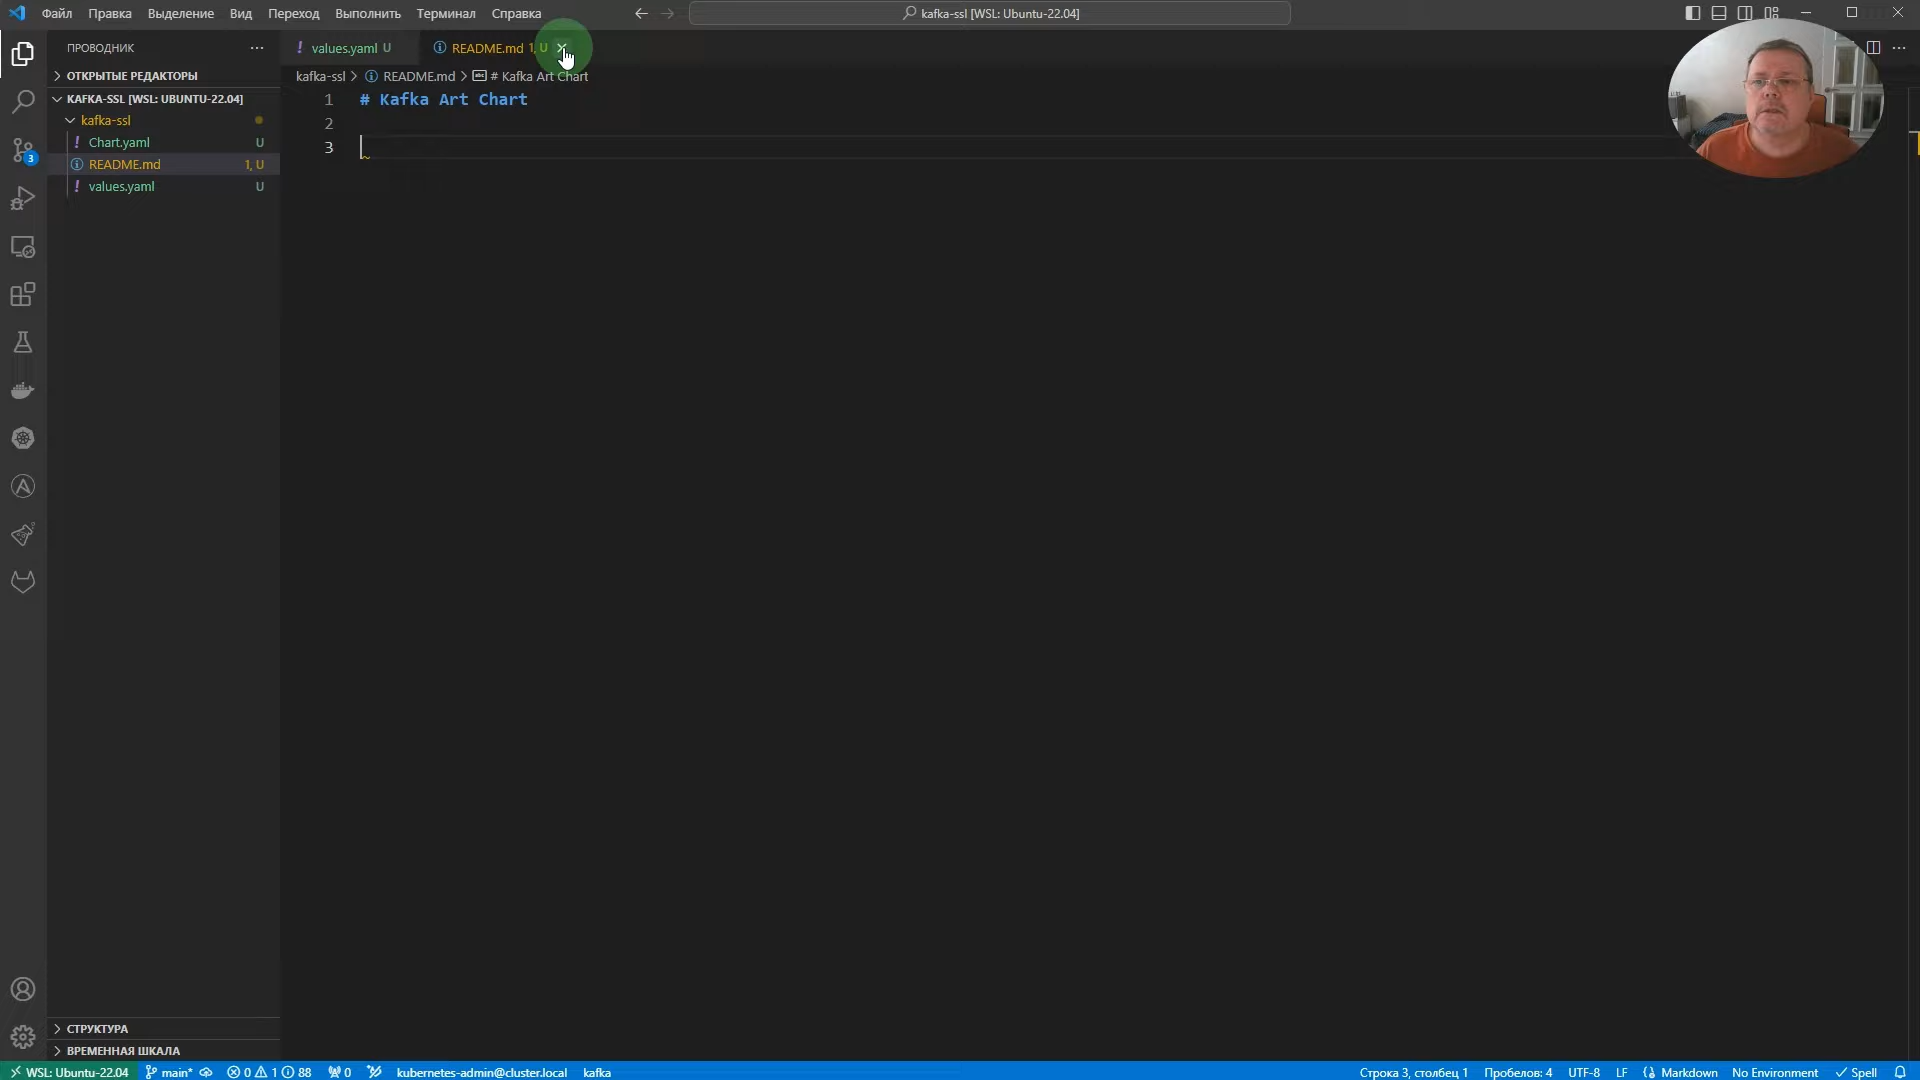 Файл Правка Выделение Вид Переход Выполнить Терминал Справка
kafka-ssl [WSL: Ubuntu-22.04]
ПРОВОДНИК
values.yaml U
README.md 1, U
ОТКРЫТЫЕ РЕДАКТОРЫ
kafka-ssl > README.md > # Kafka Art Chart
KAFKA-SSL [WSL: UBUNTU-22.04]
1 # Kafka Art Chart
kafka-ssl
2
Chart.yaml U
3
README.md 1, U
values.yaml U
3
СТРУКТУРА
ВРЕМЕННАЯ ШКАЛА
WSL: Ubuntu-22.04 main* 0 1 88 0 kubernetes-admin@cluster.local kafka Строка 3, столбец 1 Пробелов: 4 UTF-8 LF Markdown No Environment Spell